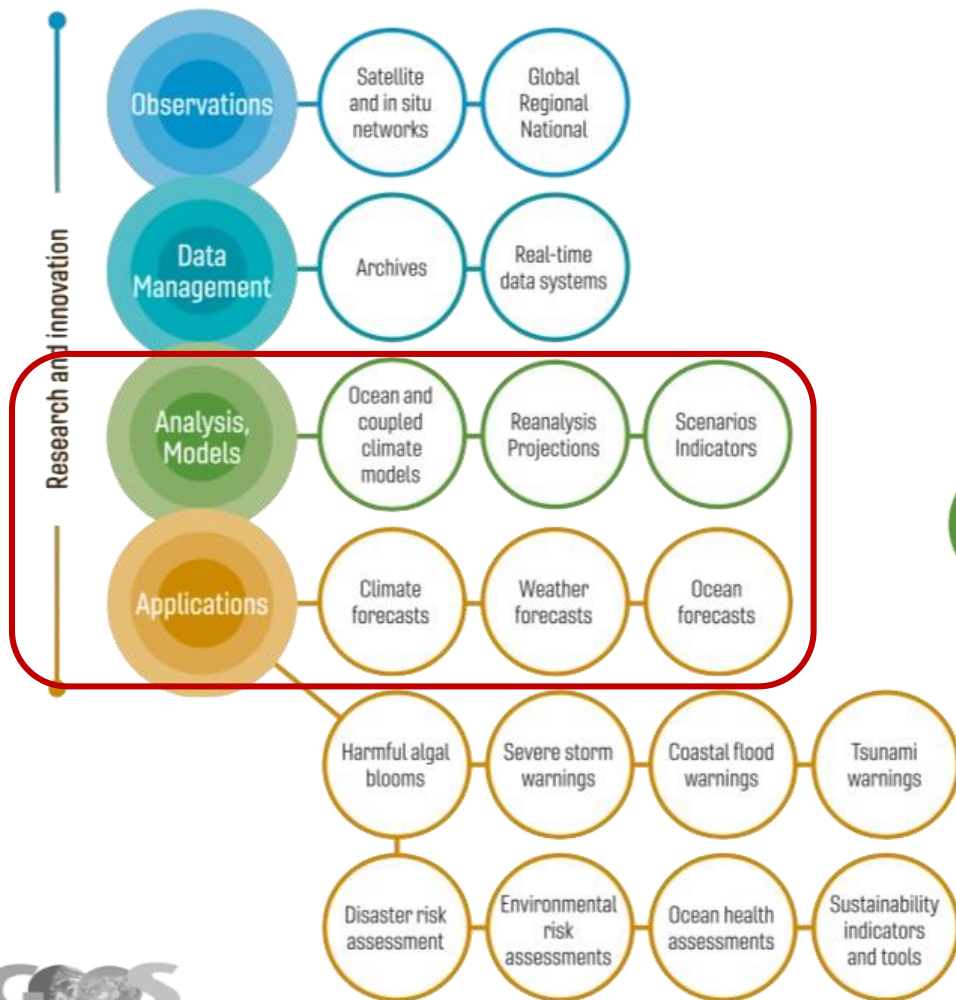 Research and innovation
Observations
Satellite
and in situ
networks
Global
Regional
National
Data
Management
Archives
Real-time
data systems
Analysis,
Models
Ocean and
coupled
climate
models
Reanalysis
Projections
Scenarios
Indicators
Applications
Climate
forecasts
Weather
forecasts
Ocean
forecasts
Harmful algal
blooms
Severe storm
warnings
Coastal flood
warnings
Tsunami
warnings
Disaster risk
assessment
Environmental
risk
assessments
Ocean health
assessments
Sustainability
indicators
and tools